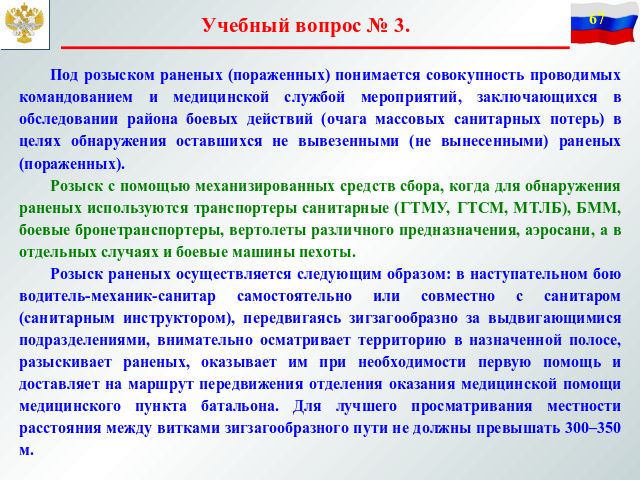 Учебный вопрос № 3.
67
Под розыском раненых (пораженных) понимается совокупность проводимых
командованием и медицинской службой мероприятий, заключающихся в
обследовании района боевых действий (очага массовых санитарных потерь) в
целях обнаружения оставшихся не вывезенными (не вынесенными) раненых
(пораженных).
Розыск с помощью механизированных средств сбора, когда для обнаружения
раненых используются транспортеры санитарные (ГТМУ, ГТСМ, МТЛБ), БММ,
боевые бронетранспортеры, вертолеты различного предназначения, аэросани, а в
отдельных случаях и боевые машины пехоты.
Розыск раненых осуществляется следующим образом: в наступательном бою
водитель-механик-санитар самостоятельно или совместно с санитаром
(санитарным инструктором), передвигаясь зигзагообразно за выдвигающимися
подразделениями, внимательно осматривает территорию в назначенной полосе,
разыскивает раненых, оказывает им при необходимости первую помощь и
доставляет на маршрут передвижения отделения оказания медицинской помощи
медицинского пункта батальона. Для лучшего просматривания местности
расстояния между витками зигзагообразного пути не должны превышать 300–350
м.